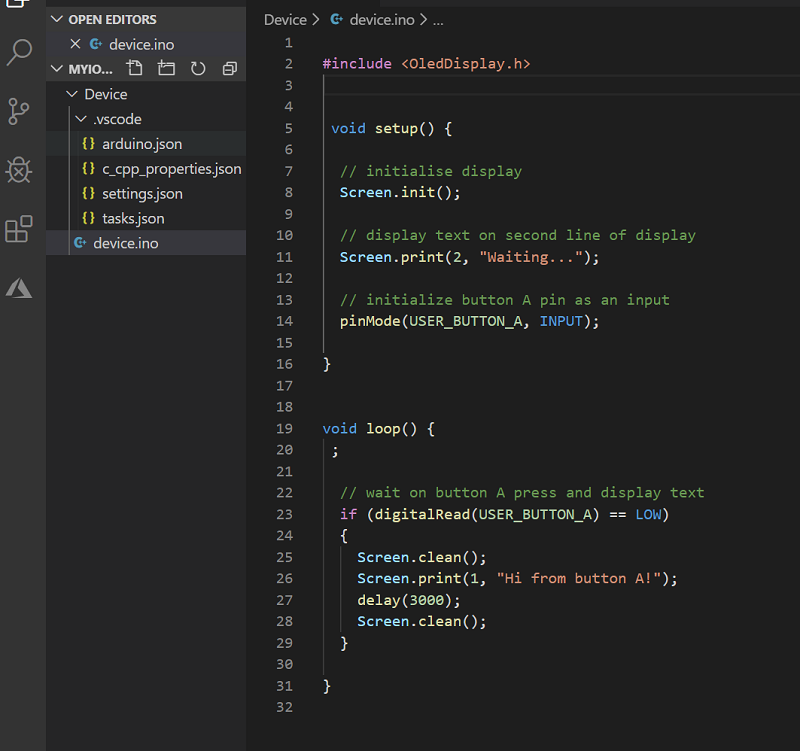 OPEN EDITORS
device.ino
MYIO...
Device
.vscode
{} arduino.json
{} c_cpp_properties.json
{} settings.json
{} tasks.json
device.ino
Device > device.ino > ...
1
2 #include <OledDisplay.h>
3
4
5 void setup() {
6
7 // initialise display
8 Screen.init();
9
10 // display text on second line of display
11 Screen.print(2, "Waiting...");
12
13 // initialize button A pin as an input
14 pinMode(USER_BUTTON_A, INPUT);
15
16 }
17
18
19 void loop() {
20 ;
21
22 // wait on button A press and display text
23 if (digitalRead(USER_BUTTON_A) == LOW)
24 {
25 Screen.clean();
26 Screen.print(1, "Hi from button A!");
27 delay(3000);
28 Screen.clean();
29 }
30
31 }
32